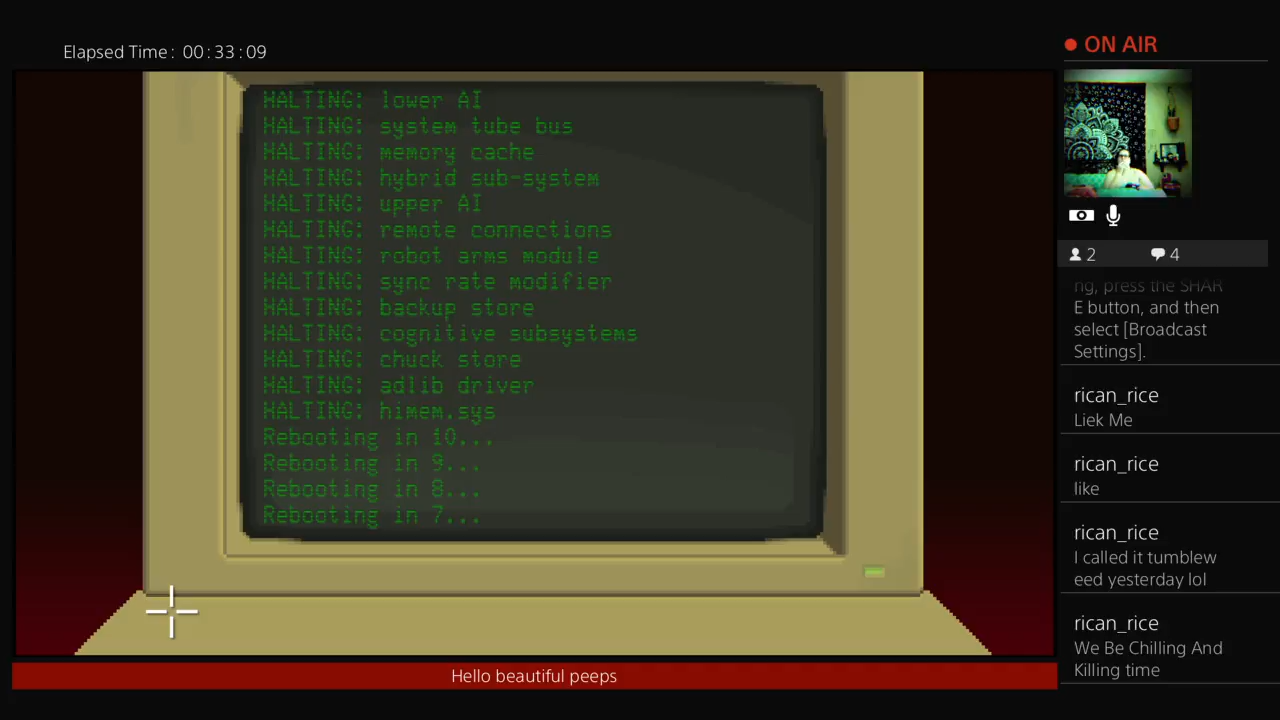 Elapsed Time: 00:33:09
HALTING: lower AI
HALTING: system tube bus
HALTING: memory cache
HALTING: hybrid sub-system
HALTING: upper AI
HALTING: remote connections
HALTING: robot arms module
HALTING: sync rate modifier
HALTING: backup store
HALTING: cognitive subsystems
HALTING: chuck store
HALTING: adlib driver
HALTING: himem.sys
Rebooting in 10...
Rebooting in 9...
Rebooting in 8...
Rebooting in 7...
Hello beautiful peeps
ON AIR
2 4
ng, press the SHAR
E button, and then
select [Broadcast
Settings].
rican_rice
Liek Me
rican_rice
like
rican_rice
I called it tumblew
eed yesterday lol
rican_rice
We Be Chilling And
Killing time